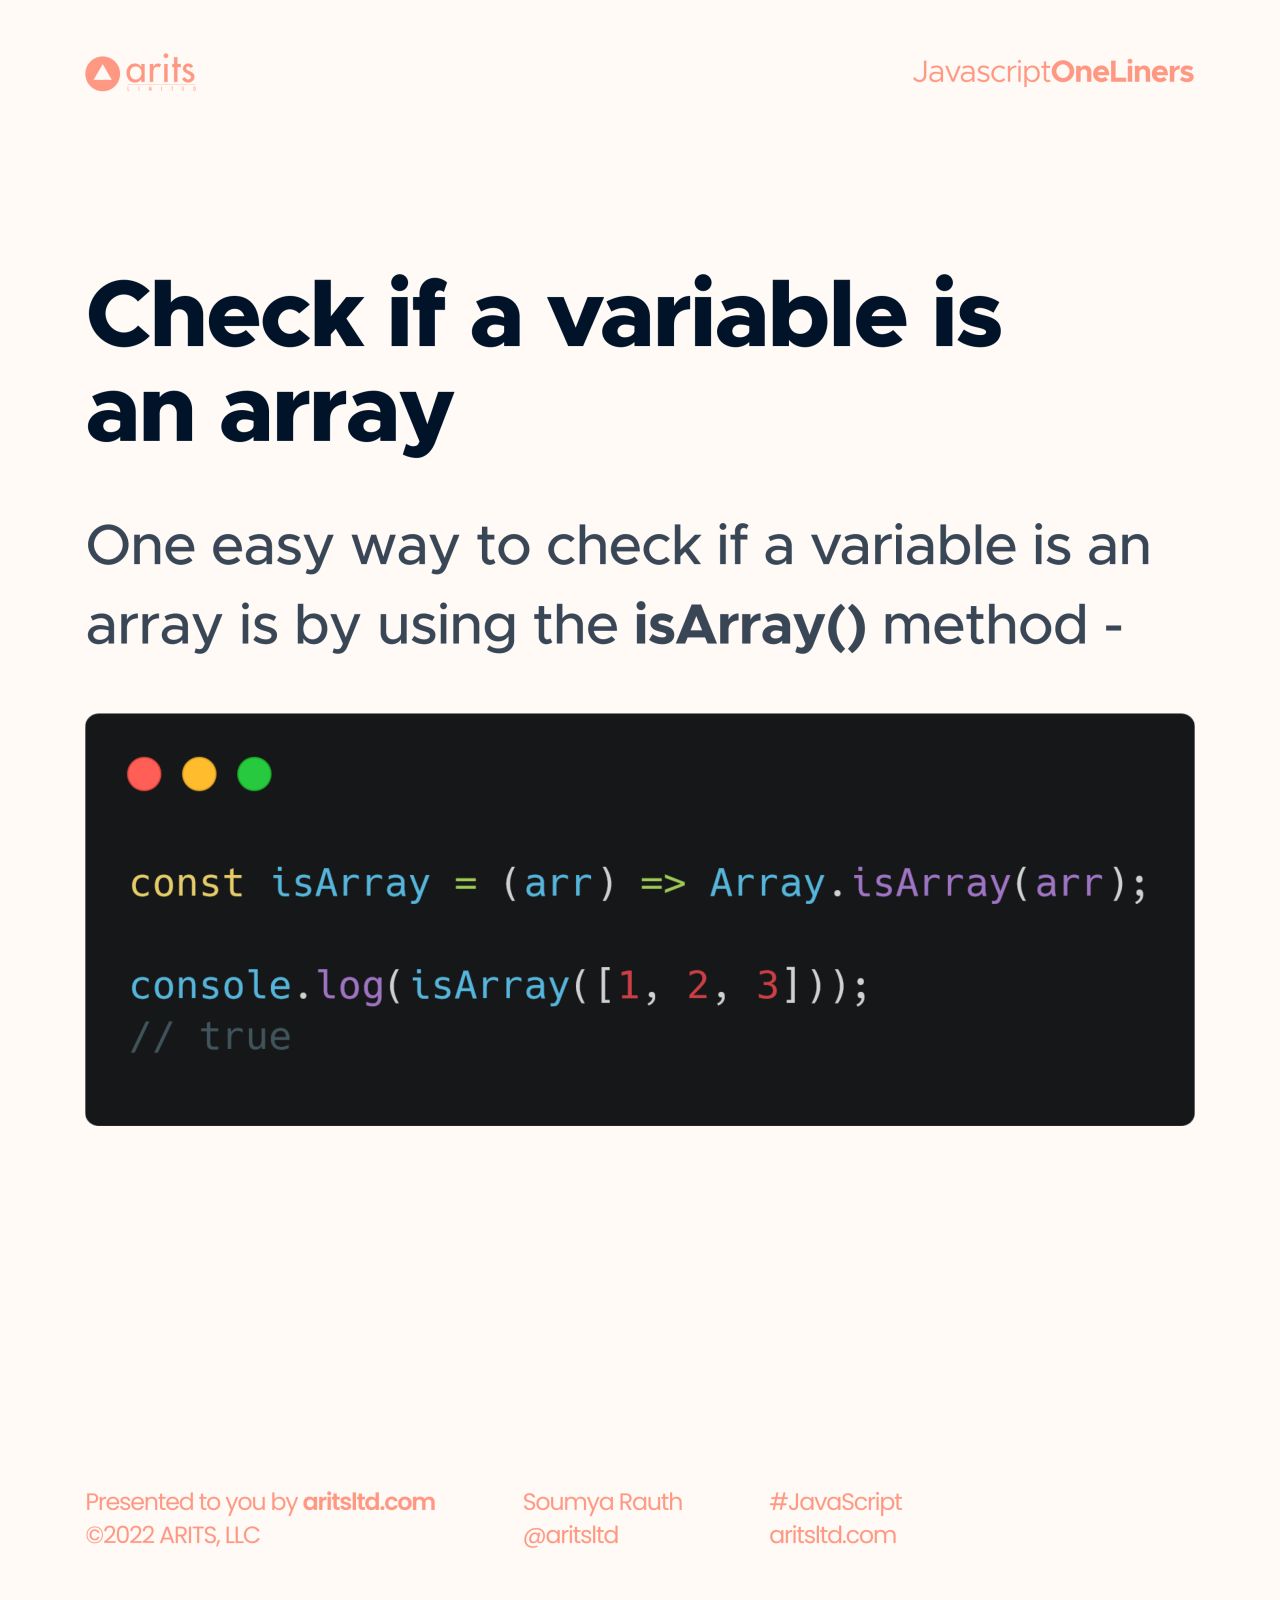 arits
LIMITED
JavascriptOneLiners
Check if a variable is
an array
One easy way to check if a variable is an
array is by using the isArray() method -
const isArray = (arr) => Array.isArray(arr);
console.log(isArray([1, 2, 3]));
// true
Presented to you by aritsltd.com
©2022 ARITS, LLC
Soumya Rauth
@aritsltd
#JavaScript
aritsltd.com